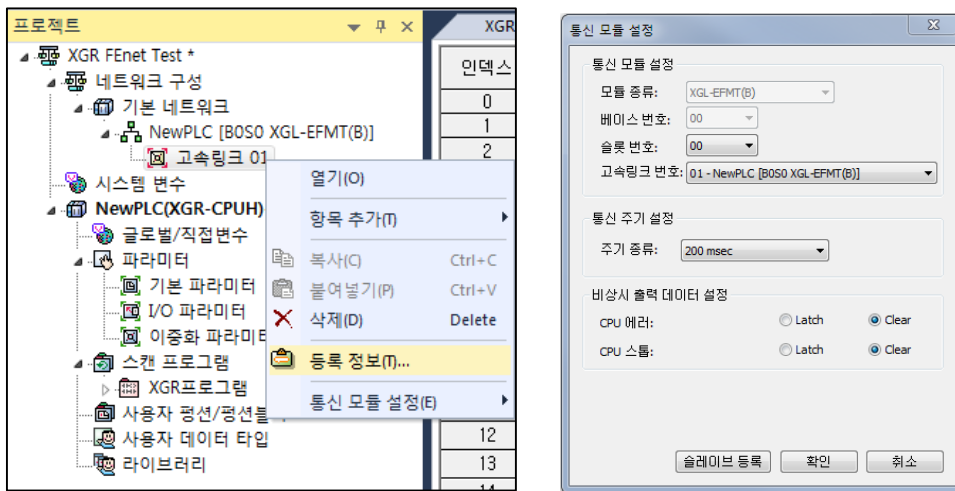 프로젝트
XGR FEnet Test *
네트워크 구성
기본 네트워크
NewPLC [B0S0 XGL-EFMT(B)]
고속링크 01
시스템 변수
NewPLC(XGR-CPUH)
글로벌/직접변수
파라미터
기본 파라미터
I/O 파라미터
이중화 파라미터
스캔 프로그램
XGR프로그램
사용자 펑션/펑션블
사용자 데이터 타입
라이브러리
XGR
인덱스
0
1
2
12
13
14
열기(O)
항목 추가(T)
복사(C) Ctrl+C
붙여넣기(P) Ctrl+V
삭제(D) Delete
등록 정보(T)...
통신 모듈 설정(E)
통신 모듈 설정
통신 모듈 설정
모듈 종류: XGL-EFMT(B)
베이스 번호: 00
슬롯 번호: 00
고속링크 번호: 01 - NewPLC [B0S0 XGL-EFMT(B)]
통신 주기 설정
주기 종류: 200 msec
비상시 출력 데이터 설정
CPU 에러: Latch Clear
CPU 스톱: Latch Clear
슬레이브 등록 확인 취소